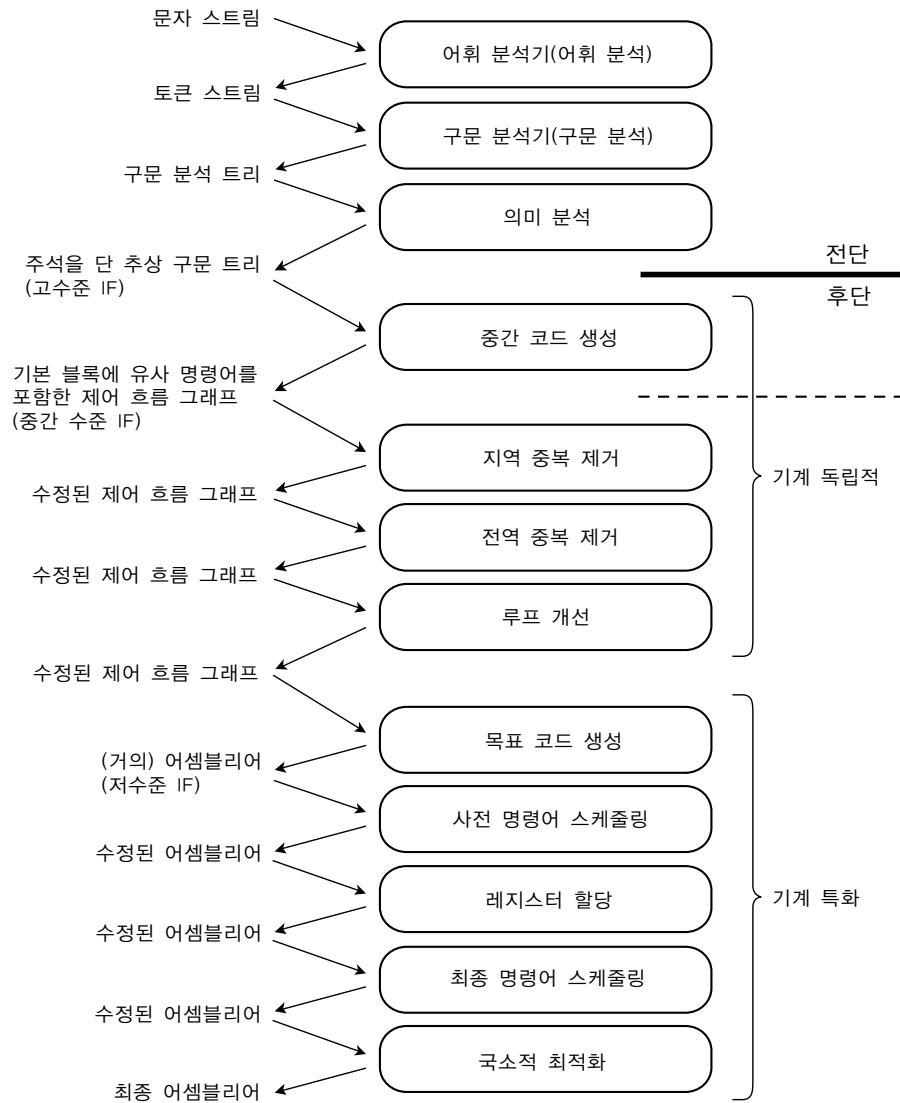 문자 스트림
어휘 분석기(어휘 분석)
토큰 스트림
구문 분석기(구문 분석)
구문 분석 트리
의미 분석
주석을 단 추상 구문 트리
(고수준 IF)
전단
후단
중간 코드 생성
기본 블록에 유사 명령어를
포함한 제어 흐름 그래프
(중간 수준 IF)
지역 중복 제거
기계 독립적
수정된 제어 흐름 그래프
전역 중복 제거
수정된 제어 흐름 그래프
루프 개선
수정된 제어 흐름 그래프
목표 코드 생성
(거의) 어셈블리어
(저수준 IF)
사전 명령어 스케줄링
수정된 어셈블리어
레지스터 할당
기계 특화
수정된 어셈블리어
최종 명령어 스케줄링
수정된 어셈블리어
국소적 최적화
최종 어셈블리어